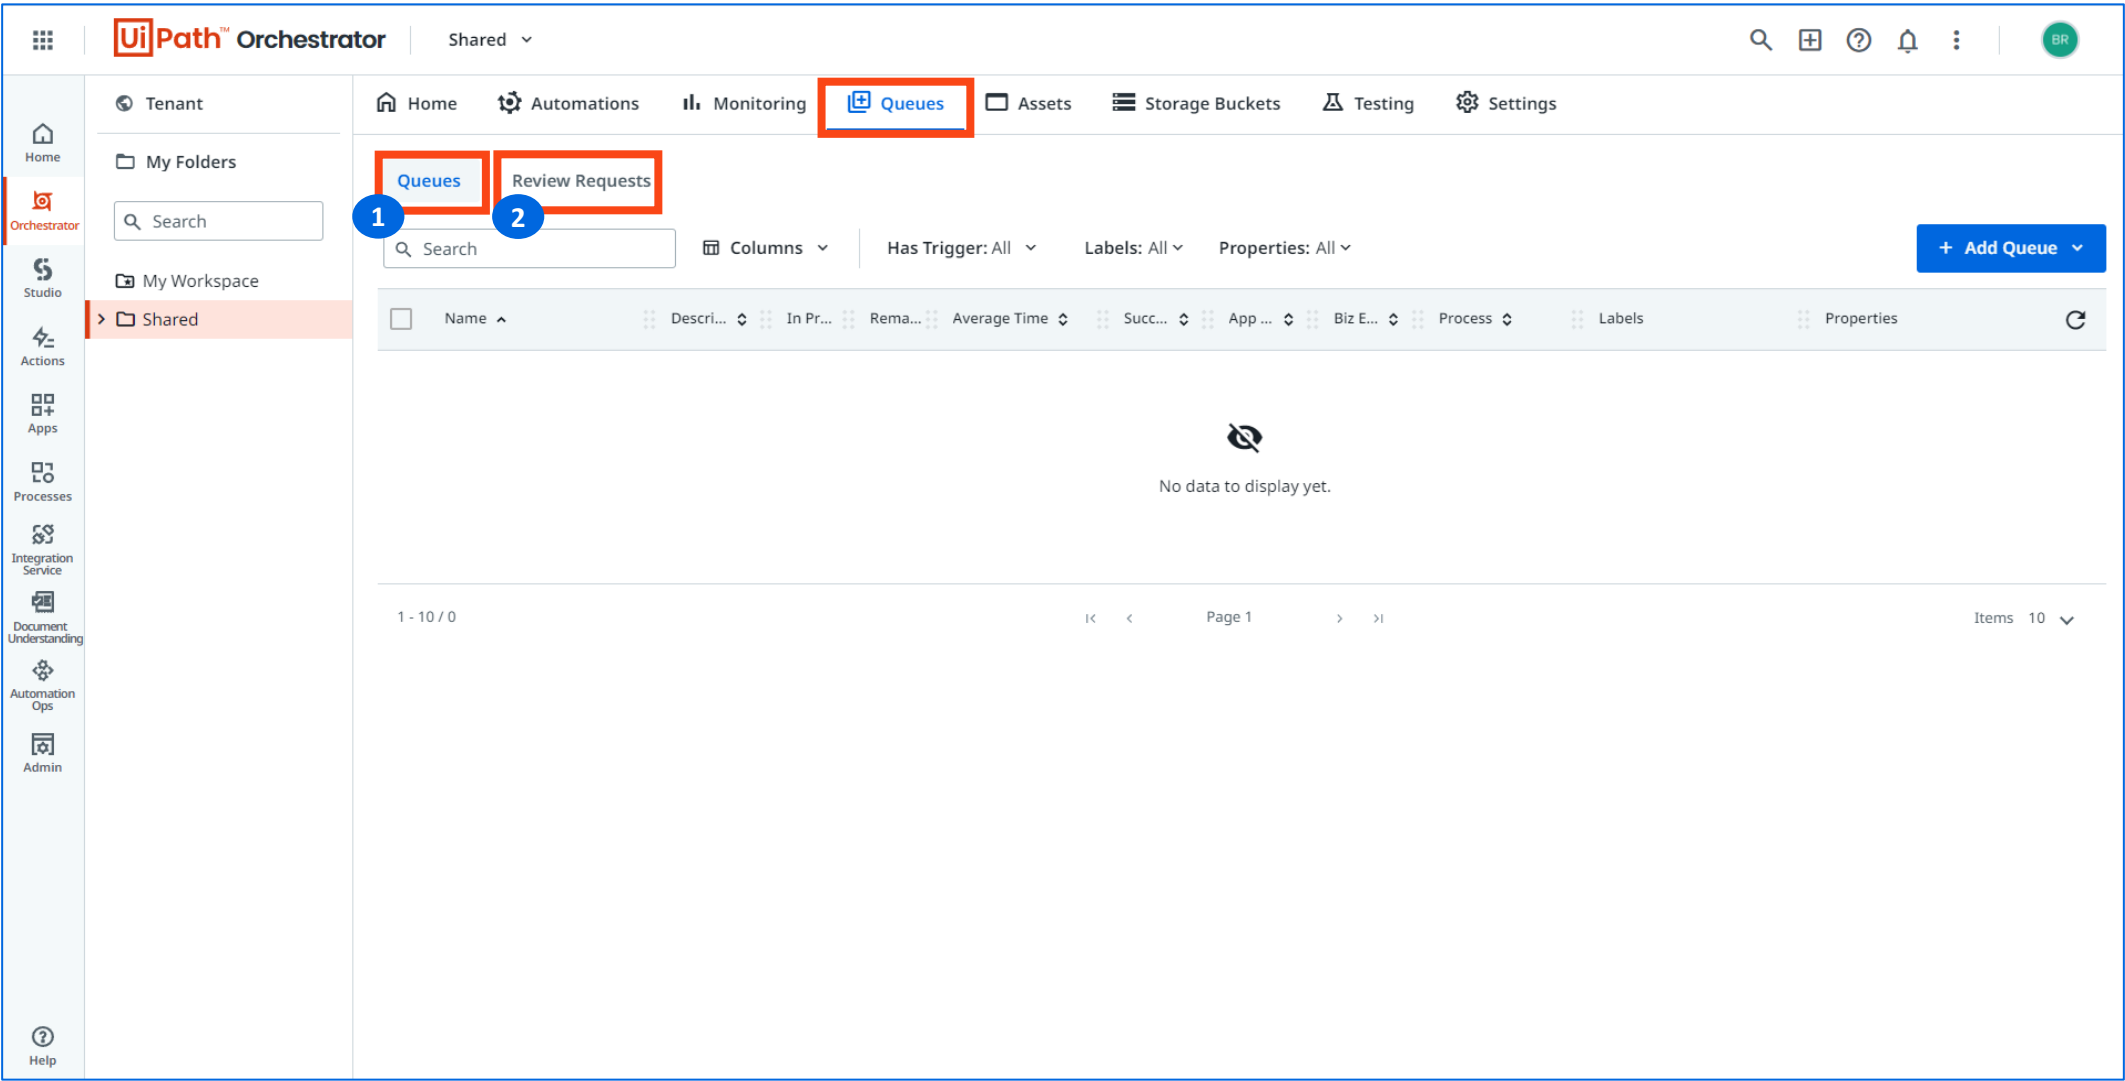 UiPath™ Orchestrator
Shared
BR
Home
Orchestrator
Studio
Actions
Apps
Processes
Integration
Service
Document
Understanding
Automation
Ops
Admin
Help
Tenant
My Folders
Search
My Workspace
Shared
Home Automations Monitoring Queues Assets Storage Buckets Testing Settings
Queues Review Requests
1 2
Search Columns Has Trigger: All Labels: All Properties: All + Add Queue
Name Descri... In Pr... Rema... Average Time Succ... App ... Biz E... Process Labels Properties
No data to display yet.
1 - 10 / 0 Page 1 Items 10